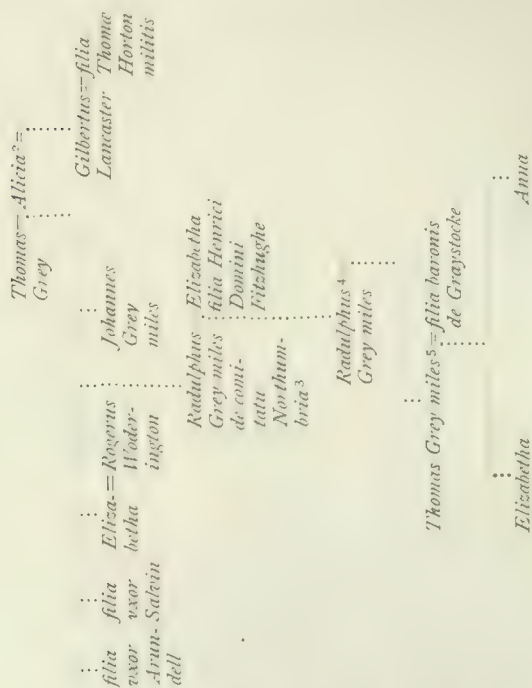 Thomas=Alicia²=
Grey
Gilbertus=filia
Lancaster Thomæ
Horton
militis
filia
vxor
Arun-
dell
filia
vxor
Salvin
Eliza-=Rogerus
betha Woder-
ington
Johannes
Grey
miles
Radulphus
Grey miles
de comi-
tatu
Northum-
bria³
Elizabetha
filia Henrici
Domini
Fitzhughe
Radulphus⁴
Grey miles
Thomas Grey miles⁵=filia baronis
de Graystocke
Elizabetha
Anna